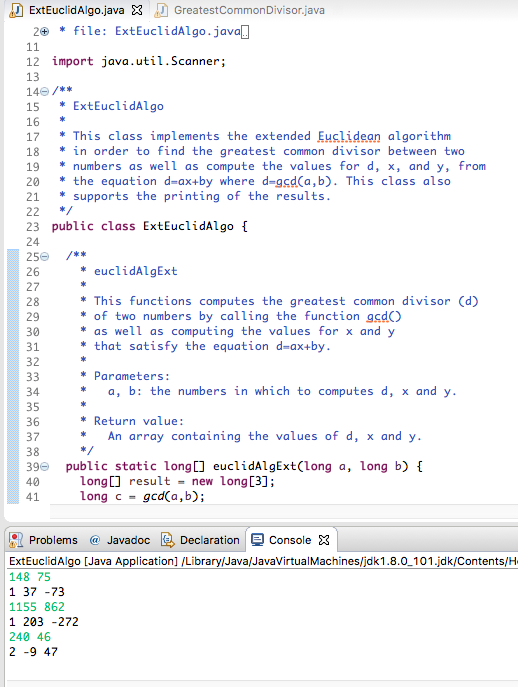 ExtEuclidAlgo.java GreatestCommonDivisor.java
2 * file: ExtEuclidAlgo.java
11
12 import java.util.Scanner;
13
14 /**
15 * ExtEuclidAlgo
16 *
17 * This class implements the extended Euclidean algorithm
18 * in order to find the greatest common divisor between two
19 * numbers as well as compute the values for d, x, and y, from
20 * the equation d=ax+by where d=gcd(a,b). This class also
21 * supports the printing of the results.
22 */
23 public class ExtEuclidAlgo {
24
25 /**
26 * euclidAlgExt
27 *
28 * This functions computes the greatest common divisor (d)
29 * of two numbers by calling the function gcd()
30 * as well as computing the values for x and y
31 * that satisfy the equation d=ax+by.
32 *
33 * Parameters:
34 * a, b: the numbers in which to computes d, x and y.
35 *
36 * Return value:
37 * An array containing the values of d, x and y.
38 */
39 public static long[] euclidAlgExt(long a, long b) {
40 long[] result = new long[3];
41 long c = gcd(a,b);
Problems @ Javadoc Declaration Console
ExtEuclidAlgo [Java Application] /Library/Java/JavaVirtualMachines/jdk1.8.0_101.jdk/Contents/H
148 75
1 37 -73
1155 862
1 203 -272
240 46
2 -9 47